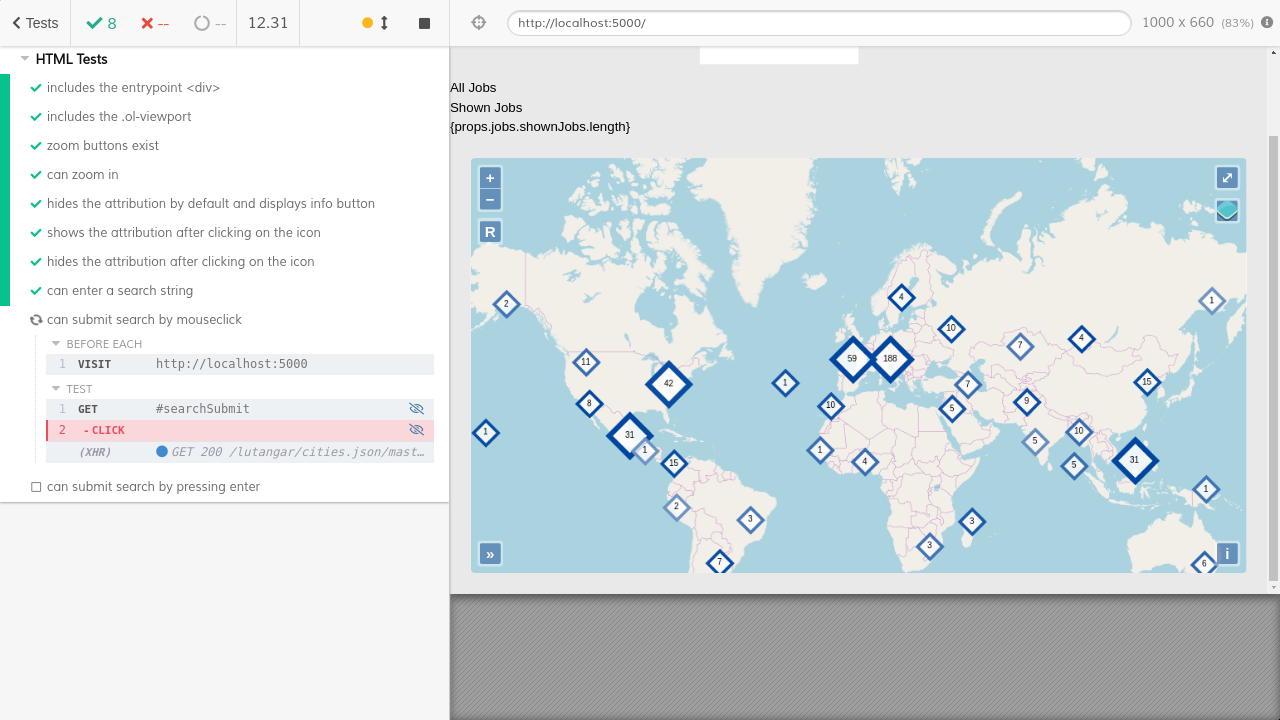 Tests
8
--
--
12.31
http://localhost:5000/
1000 x 660 (83%)
HTML Tests
includes the entrypoint <div>
includes the .ol-viewport
zoom buttons exist
can zoom in
hides the attribution by default and displays info button
shows the attribution after clicking on the icon
hides the attribution after clicking on the icon
can enter a search string
can submit search by mouseclick
BEFORE EACH
1 VISIT http://localhost:5000
TEST
1 GET #searchSubmit
2 -CLICK
(XHR) GET 200 /lutangar/cities.json/mast…
can submit search by pressing enter
All Jobs
Shown Jobs
{props.jobs.shownJobs.length}
+
−
R
2
4
1
10
11
59
188
7
4
42
1
7
15
8
10
5
9
1
31
1
1
5
10
15
4
5
31
2
3
3
1
3
7
6
»
i